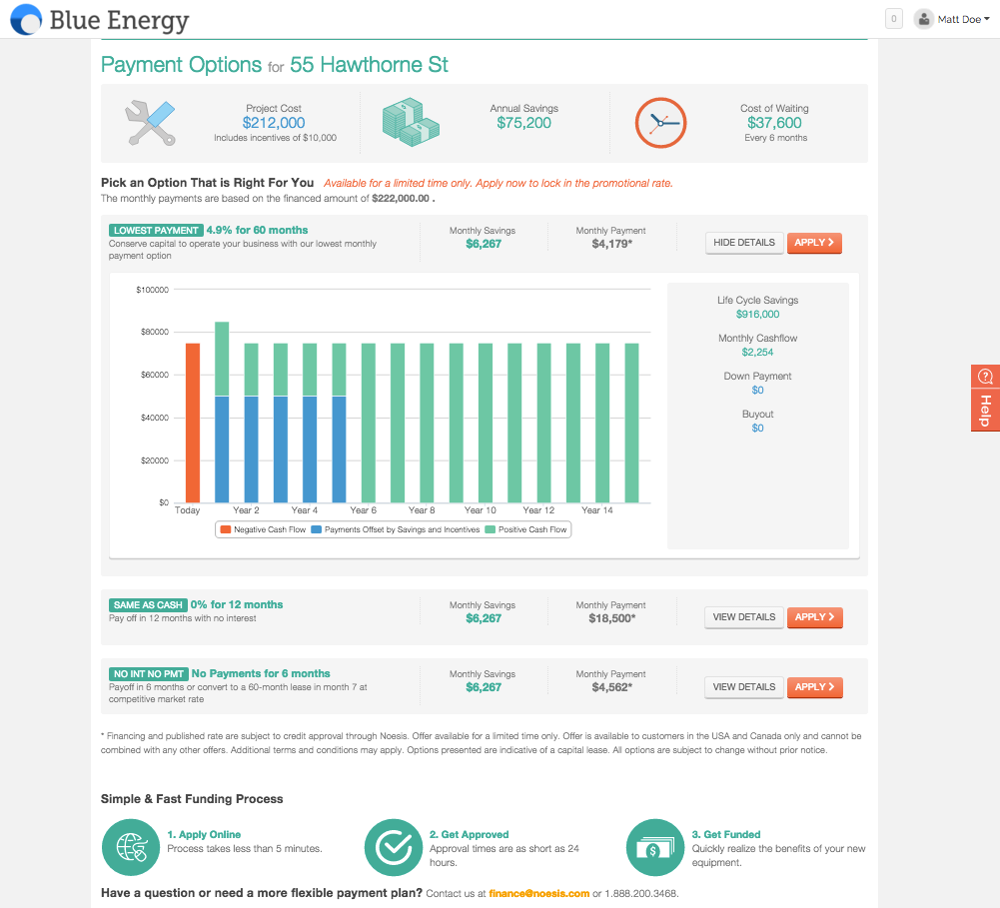 Blue Energy
0
Matt Doe
Payment Options for 55 Hawthorne St
Project Cost
$212,000
Includes incentives of $10,000
Annual Savings
$75,200
Cost of Waiting
$37,600
Every 6 months
Pick an Option That is Right For You Available for a limited time only. Apply now to lock in the promotional rate.
The monthly payments are based on the financed amount of $222,000.00 .
LOWEST PAYMENT 4.9% for 60 months
Conserve capital to operate your business with our lowest monthly
payment option
Monthly Savings
$6,267
Monthly Payment
$4,179*
HIDE DETAILS
APPLY
$100000
$80000
$60000
$40000
$20000
$0
Today Year 2 Year 4 Year 6 Year 8 Year 10 Year 12 Year 14
Negative Cash Flow Payments Offset by Savings and Incentives Positive Cash Flow
Life Cycle Savings
$916,000
Monthly Cashflow
$2,254
Down Payment
$0
Buyout
$0
? Help
SAME AS CASH 0% for 12 months
Pay off in 12 months with no interest
Monthly Savings
$6,267
Monthly Payment
$18,500*
VIEW DETAILS
APPLY
NO INT NO PMT No Payments for 6 months
Payoff in 6 months or convert to a 60-month lease in month 7 at
competitive market rate
Monthly Savings
$6,267
Monthly Payment
$4,562*
VIEW DETAILS
APPLY
* Financing and published rate are subject to credit approval through Noesis. Offer available for a limited time only. Offer is available to customers in the USA and Canada only and cannot be
combined with any other offers. Additional terms and conditions may apply. Options presented are indicative of a capital lease. All options are subject to change without prior notice.
Simple & Fast Funding Process
1. Apply Online
Process takes less than 5 minutes.
2. Get Approved
Approval times are as short as 24
hours.
$
3. Get Funded
Quickly realize the benefits of your new
equipment.
Have a question or need a more flexible payment plan? Contact us at finance@noesis.com or 1.888.200.3468.